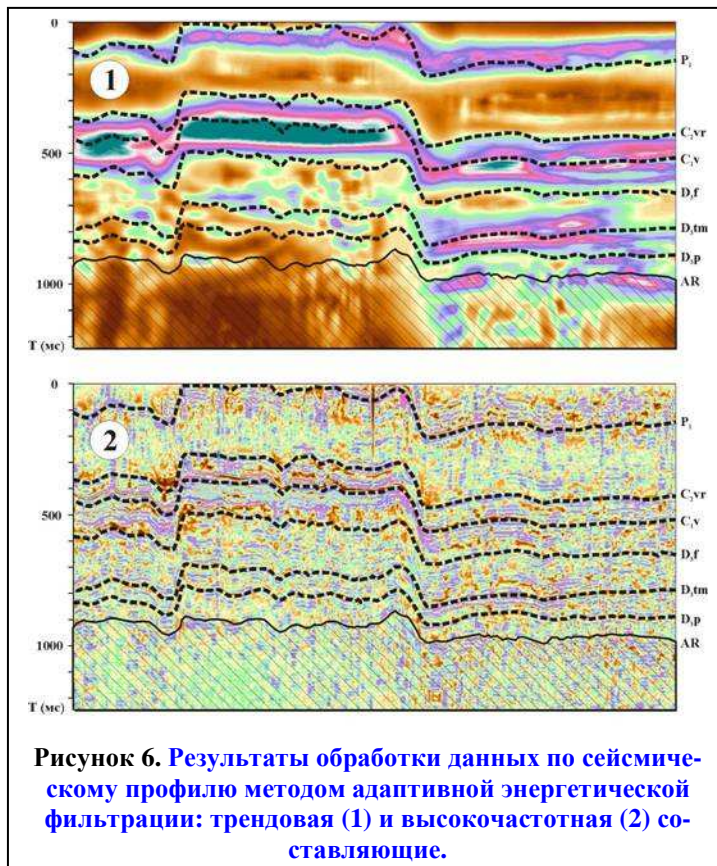 0
500
1000
T (мс)
1
P₁
C₂vr
C₁v
D₃f
D₃tm
D₃p
AR
0
500
1000
T (мс)
2
P₁
C₂vr
C₁v
D₃f
D₃tm
D₃p
AR
Рисунок 6. Результаты обработки данных по сейсмиче-
скому профилю методом адаптивной энергетической
фильтрации: трендовая (1) и высокочастотная (2) со-
ставляющие.